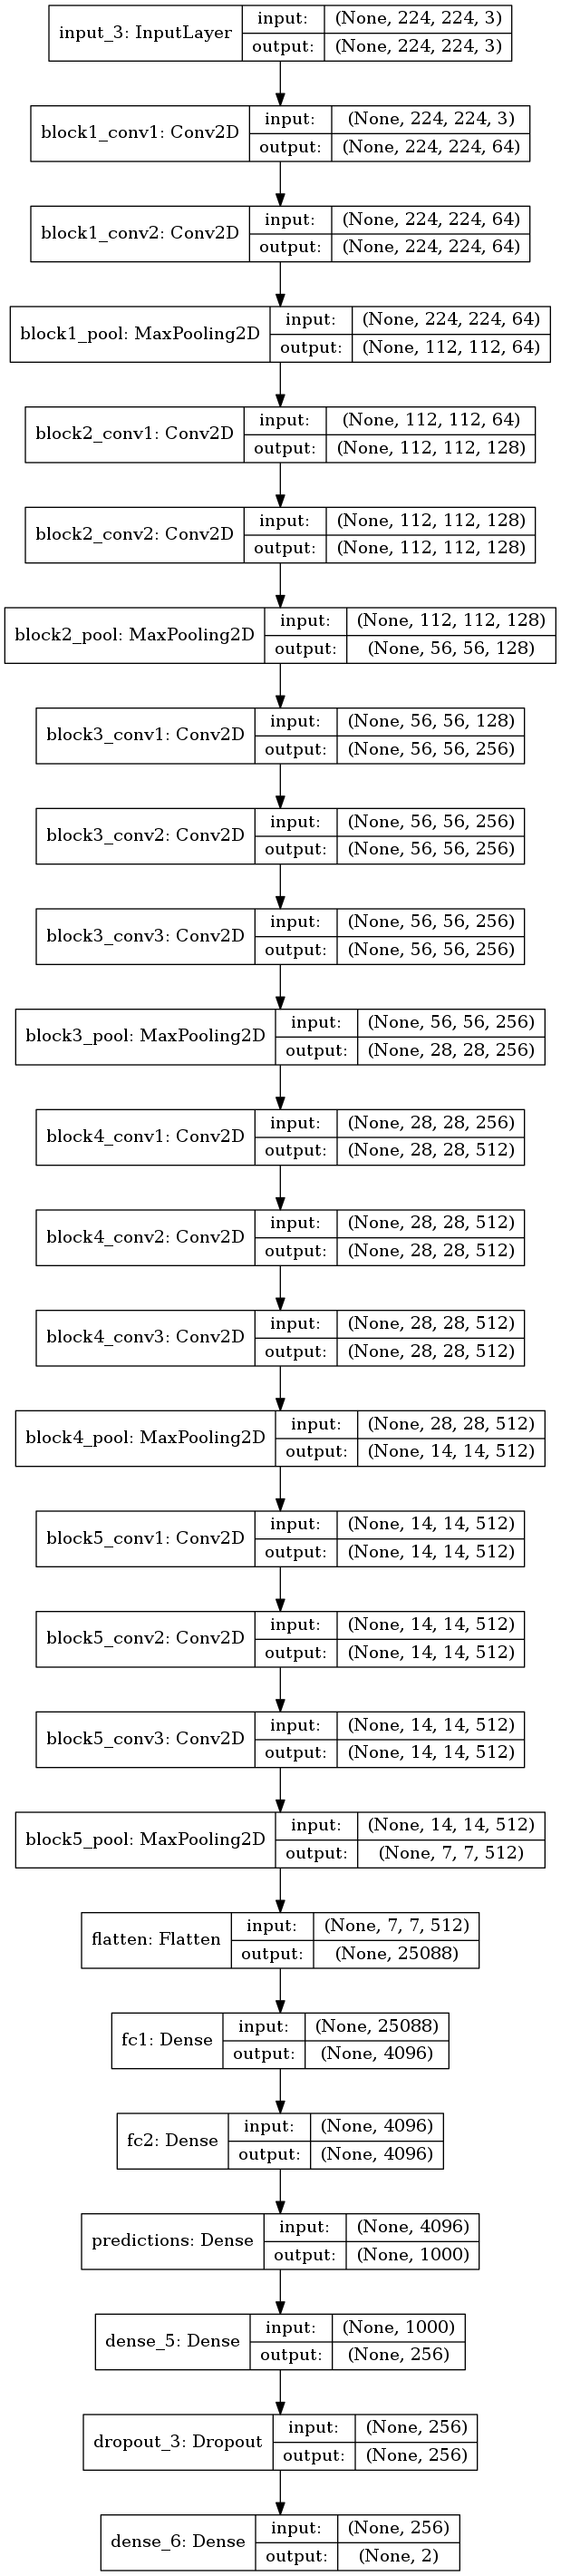 input_3: InputLayer
input: (None, 224, 224, 3)
output: (None, 224, 224, 3)
block1_conv1: Conv2D
input: (None, 224, 224, 3)
output: (None, 224, 224, 64)
block1_conv2: Conv2D
input: (None, 224, 224, 64)
output: (None, 224, 224, 64)
block1_pool: MaxPooling2D
input: (None, 224, 224, 64)
output: (None, 112, 112, 64)
block2_conv1: Conv2D
input: (None, 112, 112, 64)
output: (None, 112, 112, 128)
block2_conv2: Conv2D
input: (None, 112, 112, 128)
output: (None, 112, 112, 128)
block2_pool: MaxPooling2D
input: (None, 112, 112, 128)
output: (None, 56, 56, 128)
block3_conv1: Conv2D
input: (None, 56, 56, 128)
output: (None, 56, 56, 256)
block3_conv2: Conv2D
input: (None, 56, 56, 256)
output: (None, 56, 56, 256)
block3_conv3: Conv2D
input: (None, 56, 56, 256)
output: (None, 56, 56, 256)
block3_pool: MaxPooling2D
input: (None, 56, 56, 256)
output: (None, 28, 28, 256)
block4_conv1: Conv2D
input: (None, 28, 28, 256)
output: (None, 28, 28, 512)
block4_conv2: Conv2D
input: (None, 28, 28, 512)
output: (None, 28, 28, 512)
block4_conv3: Conv2D
input: (None, 28, 28, 512)
output: (None, 28, 28, 512)
block4_pool: MaxPooling2D
input: (None, 28, 28, 512)
output: (None, 14, 14, 512)
block5_conv1: Conv2D
input: (None, 14, 14, 512)
output: (None, 14, 14, 512)
block5_conv2: Conv2D
input: (None, 14, 14, 512)
output: (None, 14, 14, 512)
block5_conv3: Conv2D
input: (None, 14, 14, 512)
output: (None, 14, 14, 512)
block5_pool: MaxPooling2D
input: (None, 14, 14, 512)
output: (None, 7, 7, 512)
flatten: Flatten
input: (None, 7, 7, 512)
output: (None, 25088)
fc1: Dense
input: (None, 25088)
output: (None, 4096)
fc2: Dense
input: (None, 4096)
output: (None, 4096)
predictions: Dense
input: (None, 4096)
output: (None, 1000)
dense_5: Dense
input: (None, 1000)
output: (None, 256)
dropout_3: Dropout
input: (None, 256)
output: (None, 256)
dense_6: Dense
input: (None, 256)
output: (None, 2)